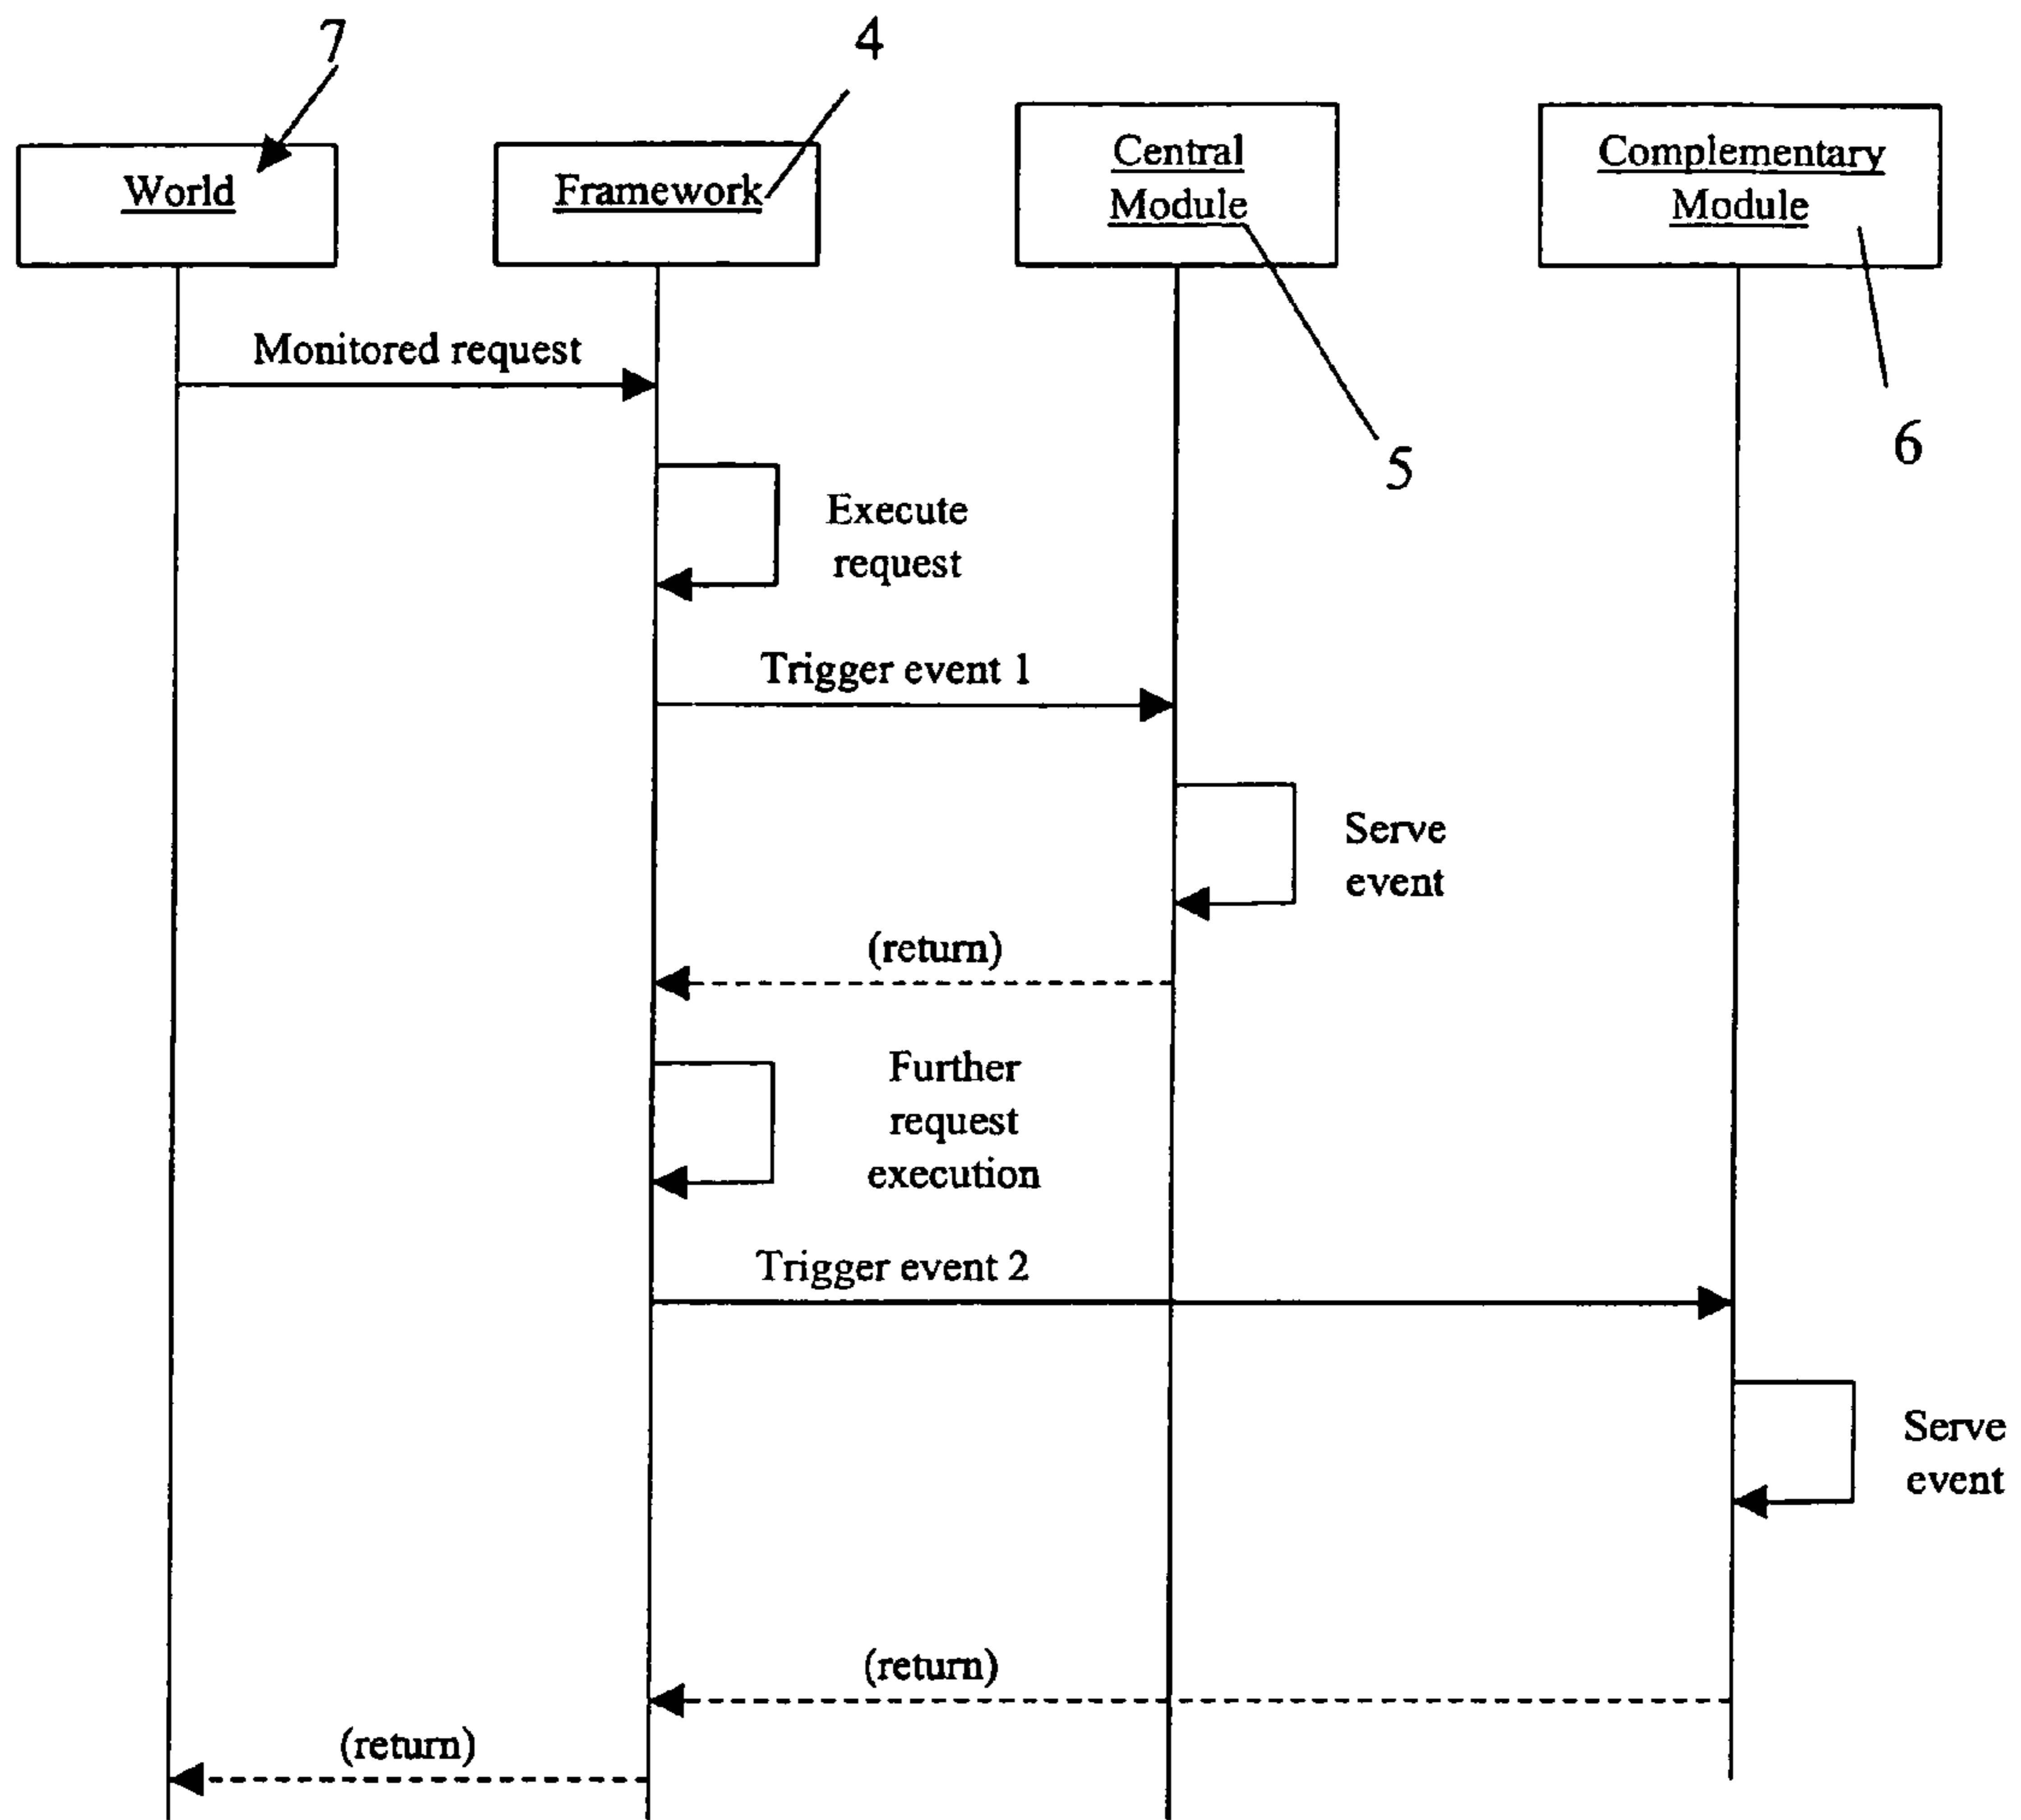 7
4
World
Framework
Central
Module
Complementary
Module
Monitored request
5
6
Execute
request
Trigger event 1
Serve
event
(return)
Further
request
execution
Trigger event 2
Serve
event
(return)
(return)